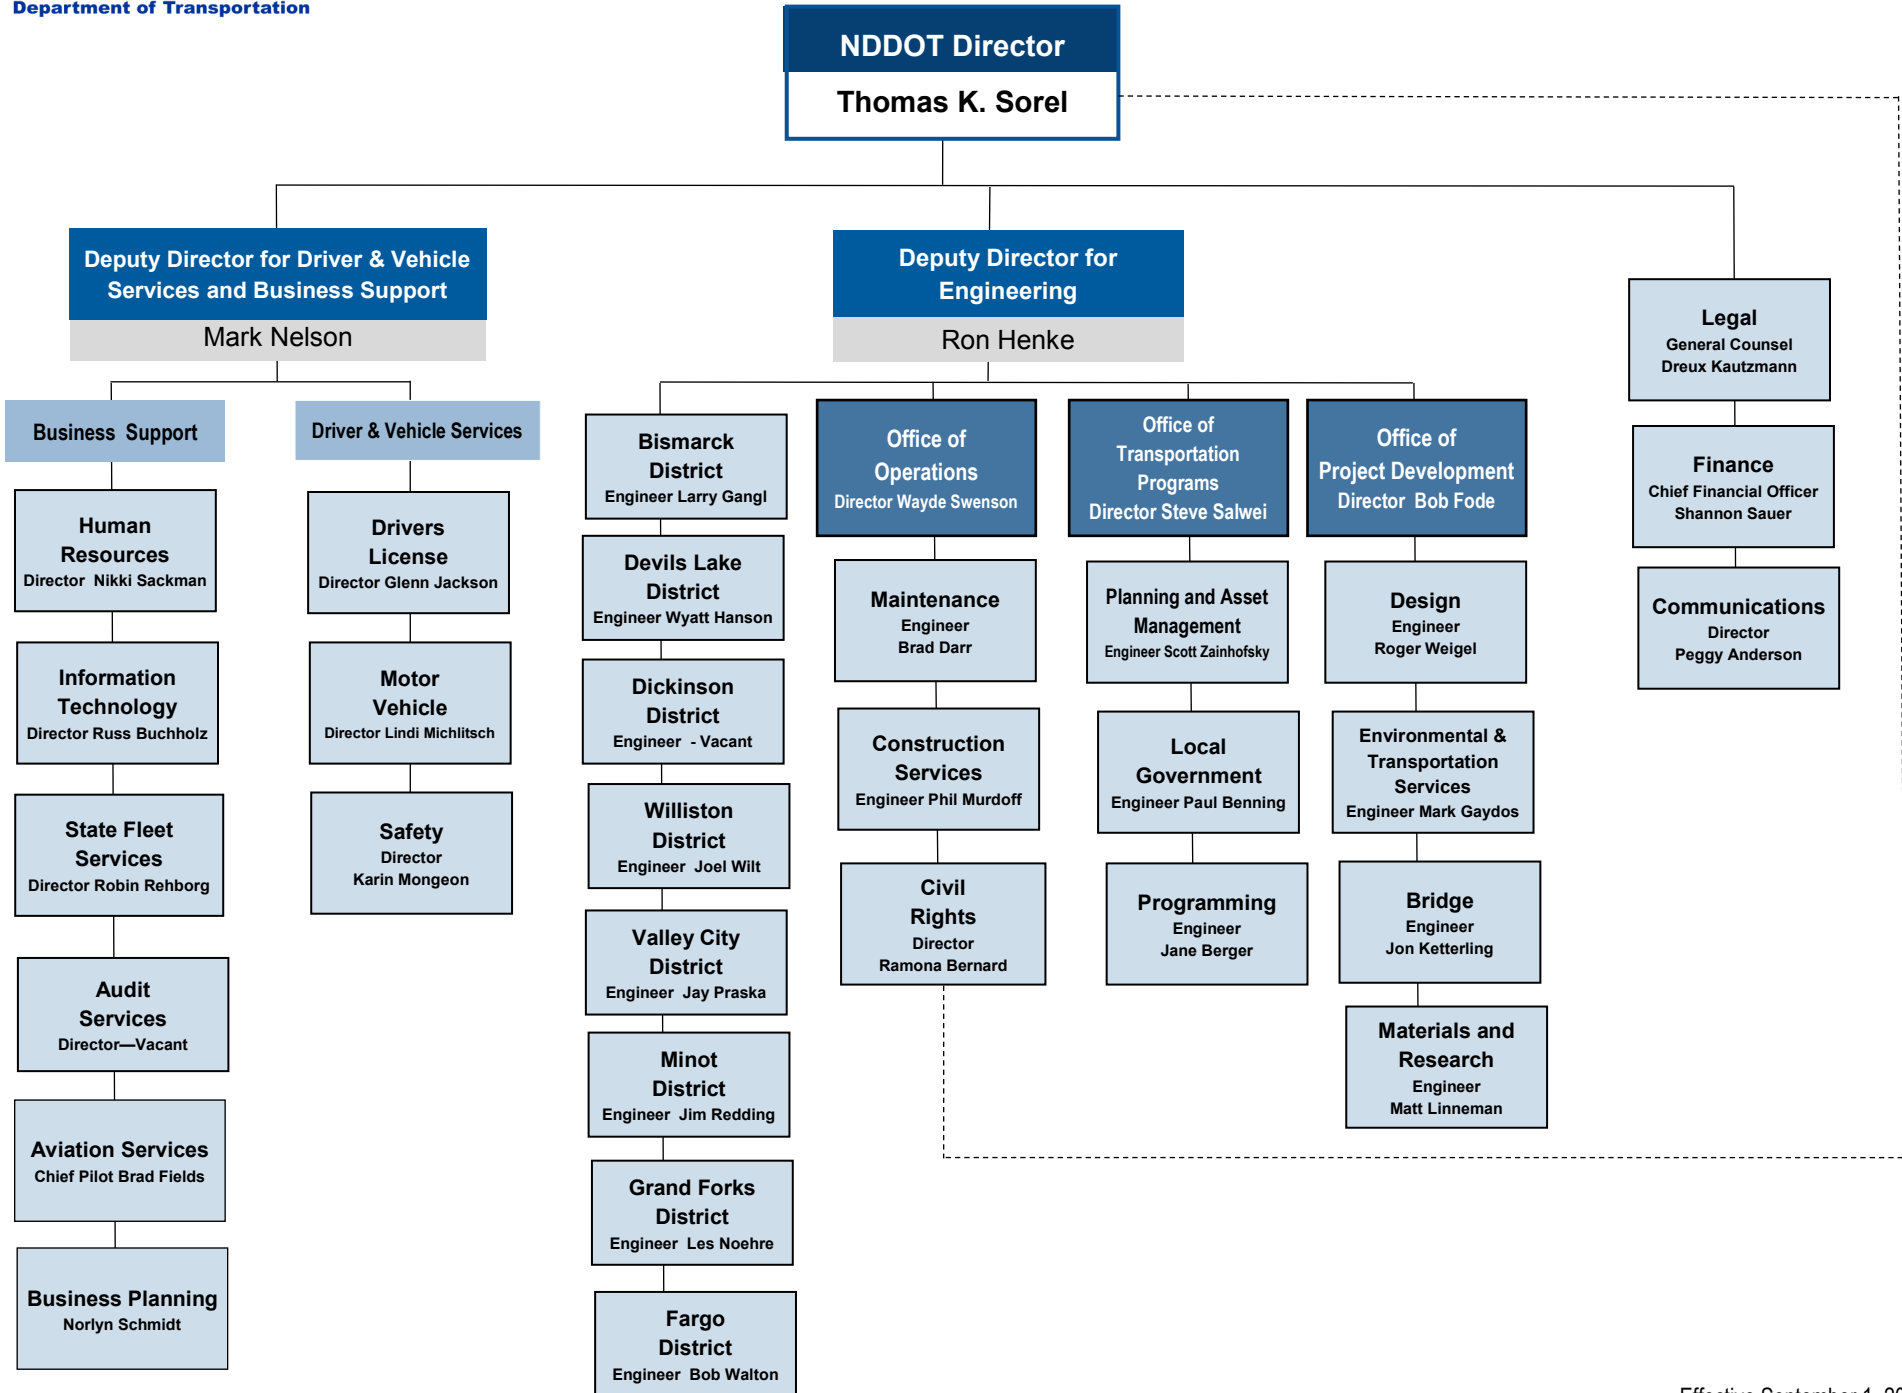 Department of Transportation
NDDOT Director
Thomas K. Sorel
Deputy Director for Driver & Vehicle
Services and Business Support
Mark Nelson
Deputy Director for
Engineering
Ron Henke
Business Support
Human
Resources
Director Nikki Sackman
Information
Technology
Director Russ Buchholz
State Fleet
Services
Director Robin Rehborg
Audit
Services
Director—Vacant
Aviation Services
Chief Pilot Brad Fields
Business Planning
Norlyn Schmidt
Driver & Vehicle Services
Drivers
License
Director Glenn Jackson
Motor
Vehicle
Director Lindi Michlitsch
Safety
Director
Karin Mongeon
Bismarck
District
Engineer Larry Gangl
Devils Lake
District
Engineer Wyatt Hanson
Dickinson
District
Engineer - Vacant
Williston
District
Engineer Joel Wilt
Valley City
District
Engineer Jay Praska
Minot
District
Engineer Jim Redding
Grand Forks
District
Engineer Les Noehre
Fargo
District
Engineer Bob Walton
Office of
Operations
Director Wayde Swenson
Maintenance
Engineer
Brad Darr
Construction
Services
Engineer Phil Murdoff
Civil
Rights
Director
Ramona Bernard
Office of
Transportation
Programs
Director Steve Salwei
Planning and Asset
Management
Engineer Scott Zainhofsky
Local
Government
Engineer Paul Benning
Programming
Engineer
Jane Berger
Office of
Project Development
Director Bob Fode
Design
Engineer
Roger Weigel
Environmental &
Transportation
Services
Engineer Mark Gaydos
Bridge
Engineer
Jon Ketterling
Materials and
Research
Engineer
Matt Linneman
Legal
General Counsel
Dreux Kautzmann
Finance
Chief Financial Officer
Shannon Sauer
Communications
Director
Peggy Anderson
Effective September 1, 20